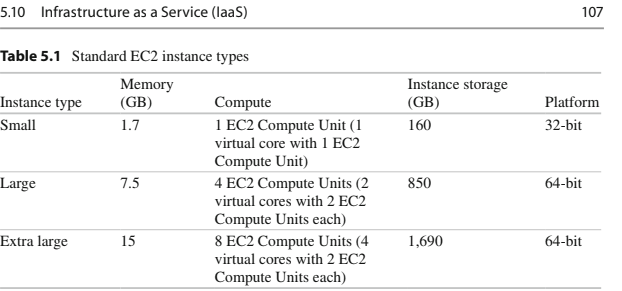 5.10 Infrastructure as a Service (IaaS) 107
Table 5.1 Standard EC2 instance types
Memory Instance storage
Instance type (GB) Compute (GB) Platform
Small 1.7 1 EC2 Compute Unit (1 160 32-bit
virtual core with 1 EC2
Compute Unit)
Large 7.5 4 EC2 Compute Units (2 850 64-bit
virtual cores with 2 EC2
Compute Units each)
Extra large 15 8 EC2 Compute Units (4 1,690 64-bit
virtual cores with 2 EC2
Compute Units each)